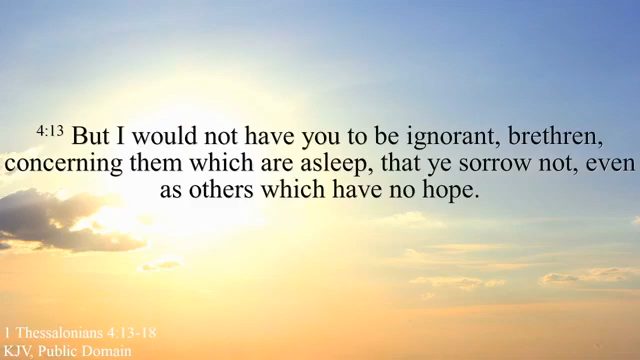 4:13 But I would not have you to be ignorant, brethren,
concerning them which are asleep, that ye sorrow not, even
as others which have no hope.
1 Thessalonians 4:13-18
KJV, Public Domain